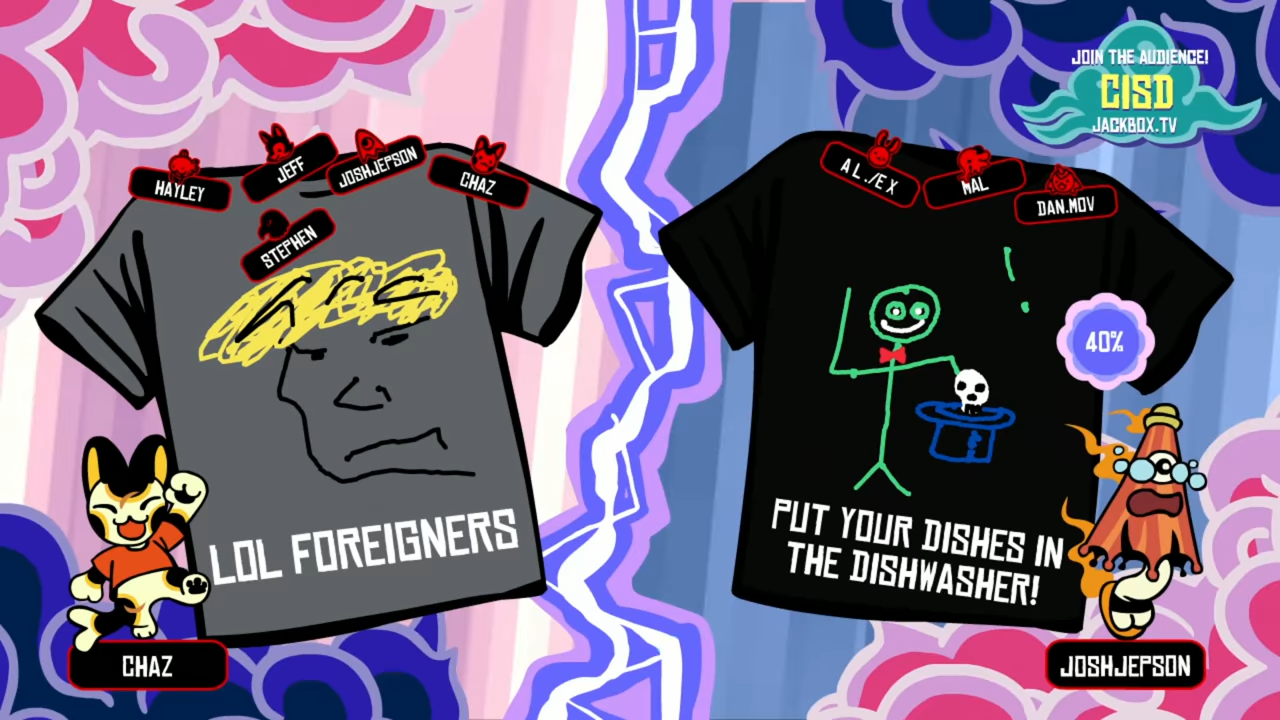 JOIN THE AUDIENCE!
CISD
JACKBOX.TV
HAYLEY
JEFF
JOSHJEPSON
CHAZ
STEPHEN
AL./EX
MAL
DAN.MOV
40%
LOL FOREIGNERS
PUT YOUR DISHES IN
THE DISHWASHER!
CHAZ
JOSHJEPSON